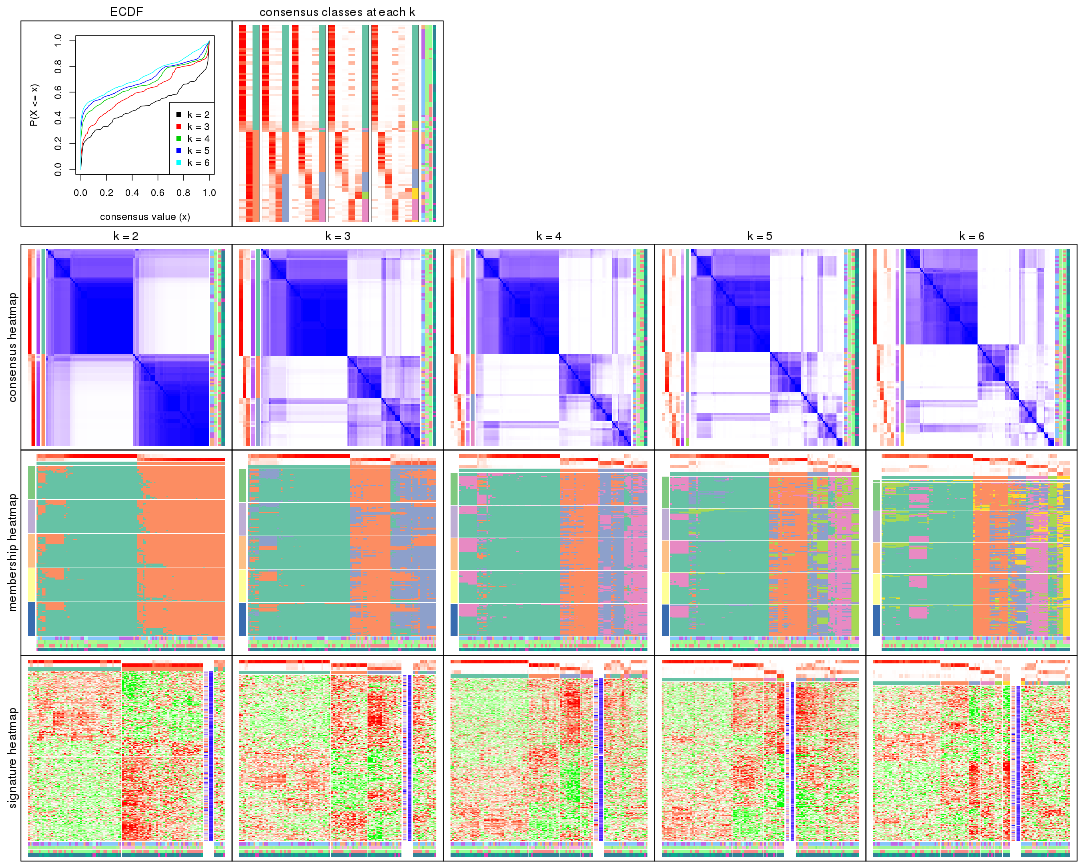 ECDF
consensus classes at each k
P(X <= x)
0.0 0.2 0.4 0.6 0.8 1.0
k = 2
k = 3
k = 4
k = 5
k = 6
0.0 0.2 0.4 0.6 0.8 1.0
consensus value (x)
k = 2 k = 3 k = 4 k = 5 k = 6
consensus heatmap
membership heatmap
signature heatmap